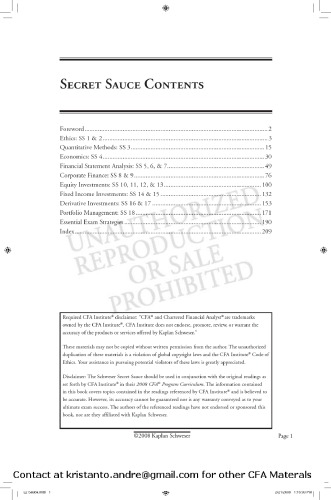 SECRET SAUCE CONTENTS
Foreword........2
Ethics: SS 1 & 2........3
Quantitative Methods: SS 3........15
Economics: SS 4........30
Financial Statement Analysis: SS 5, 6, & 7........49
Corporate Finance: SS 8 & 9........76
Equity Investments: SS 10, 11, 12, & 13........100
Fixed Income Investments: SS 14 & 15........132
Derivative Investments: SS 16 & 17........153
Portfolio Management: SS 18........171
Essential Exam Strategies........190
Index........209
UNAUTHORIZED
REPRODUCTION
OR SALE
PROHIBITED
Required CFA Institute® disclaimer: "CFA® and Chartered Financial Analyst® are trademarks
owned by the CFA Institute®. CFA Institute does not endorse, promote, review or warrant the
accuracy of the products or services offered by Kaplan Schweser."
These materials may not be copied without written permission from the author. The unauthorized
duplication of these materials is a violation of global copyright laws and the CFA Institute® Code of
Ethics. Your assistance in pursuing potential violators of these laws is greatly appreciated.
Disclaimer: The Schweser Secret Sauce should be used in conjunction with the original readings as
set forth by CFA Institute® in their 2008 CFA® Program Curriculum. The information contained
in this book covers topics contained in the readings referenced by CFA Institute® and is believed to
be accurate. However, its accuracy cannot be guaranteed nor is any warranty conveyed as to your
ultimate exam success. The authors of the referenced readings have not endorsed or sponsored this
book, nor are they affiliated with Kaplan Schweser.
©2008 Kaplan Schweser
Page 1
Contact at kristanto.andre@gmail.com for other CFA Materals